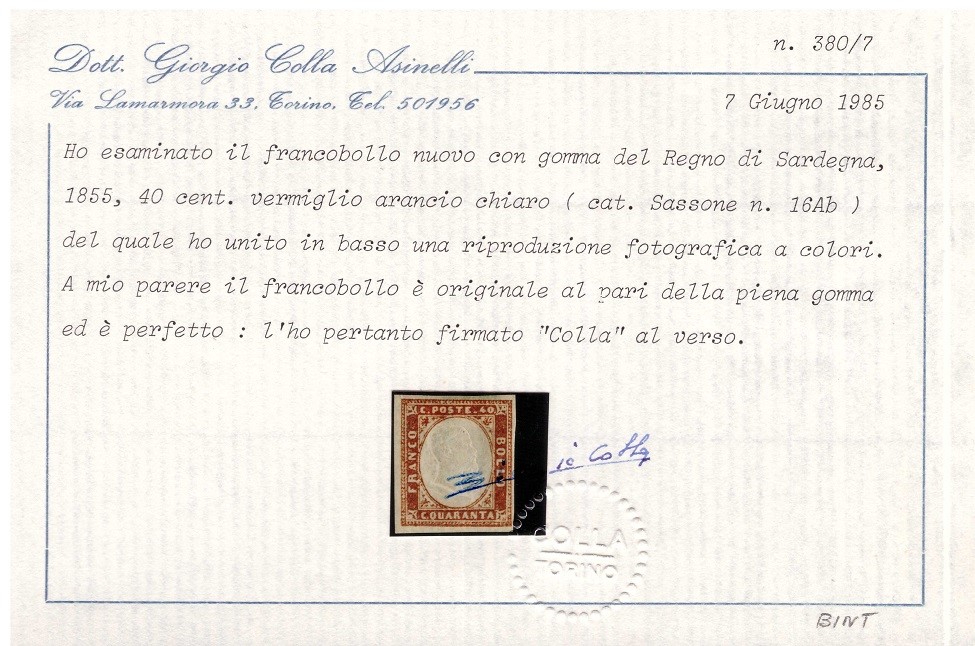 n. 380/7
Dott. Giorgio Colla Asinelli
Via Lamarmora 33, Torino, Tel. 501956
7 Giugno 1985
Ho esaminato il francobollo nuovo con gomma del Regno di Sardegna,
1855, 40 cent. vermiglio arancio chiaro ( cat. Sassone n. 16Ab )
del quale ho unito in basso una riproduzione fotografica a colori.
A mio parere il francobollo è originale al pari della piena gomma
ed è perfetto : l'ho pertanto firmato "Colla" al verso.
C. POSTE. 40
FRANCO
BOLLO
C. QUARANTA
Colla
COLLA
TORINO
BINT